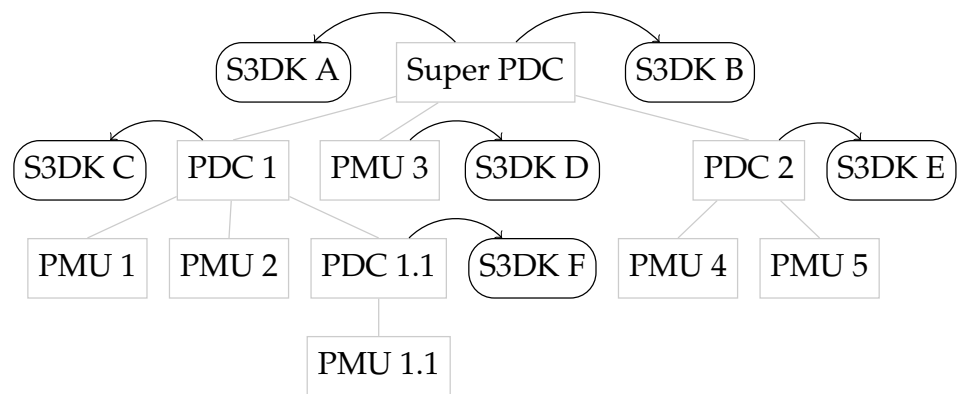 S3DK A
Super PDC
S3DK B
S3DK C
PDC 1
PMU 3
S3DK D
PDC 2
S3DK E
PMU 1
PMU 2
PDC 1.1
S3DK F
PMU 4
PMU 5
PMU 1.1